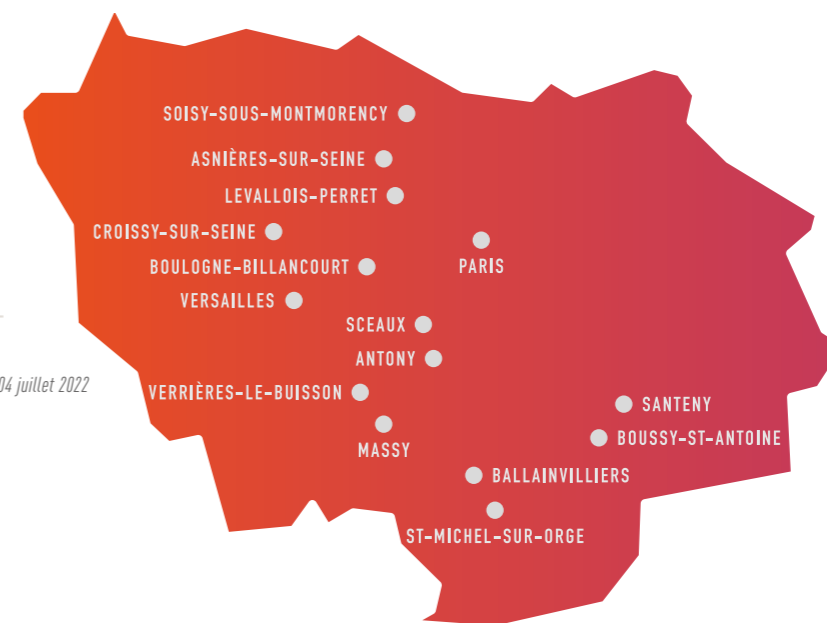 SOISY-SOUS-MONTMORENCY
ASNIÈRES-SUR-SEINE
LEVALLOIS-PERRET
CROISSY-SUR-SEINE
PARIS
BOULOGNE-BILLANCOURT
VERSAILLES
SCEAUX
ANTONY
04 juillet 2022
VERRIÈRES-LE-BUISSON
SANTENY
BOUSSY-ST-ANTOINE
MASSY
BALLAINVILLIERS
ST-MICHEL-SUR-ORGE